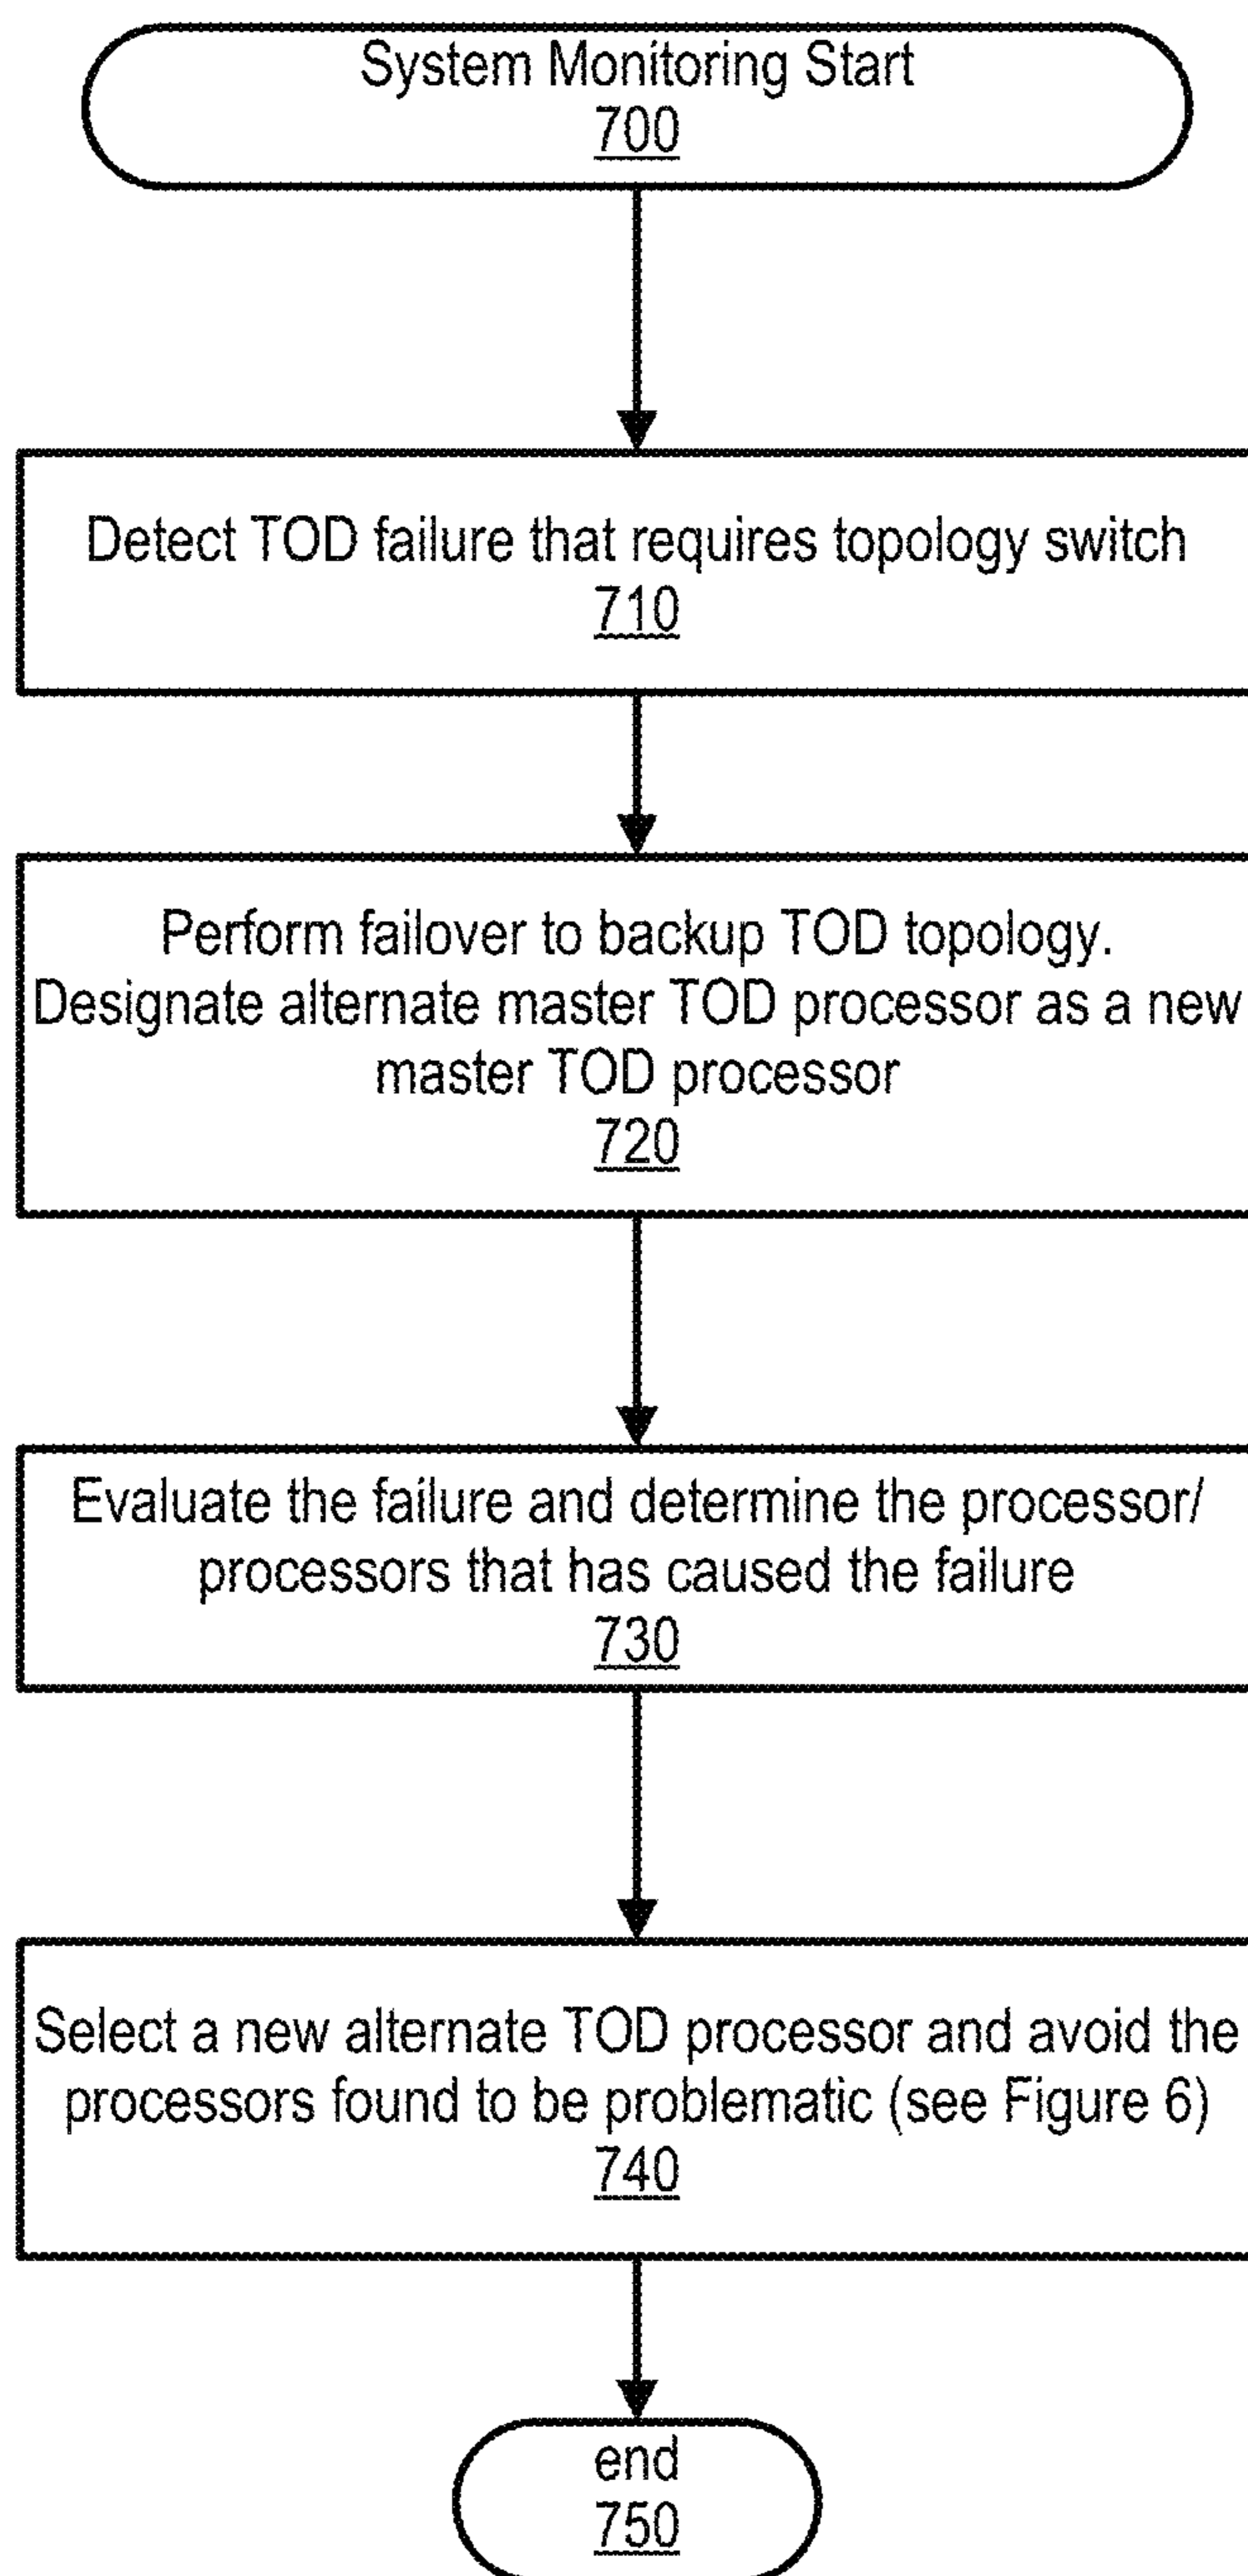 System Monitoring Start
700
Detect TOD failure that requires topology switch
710
Perform failover to backup TOD topology.
Designate alternate master TOD processor as a new
master TOD processor
720
Evaluate the failure and determine the processor/
processors that has caused the failure
730
Select a new alternate TOD processor and avoid the
processors found to be problematic (see Figure 6)
740
end
750